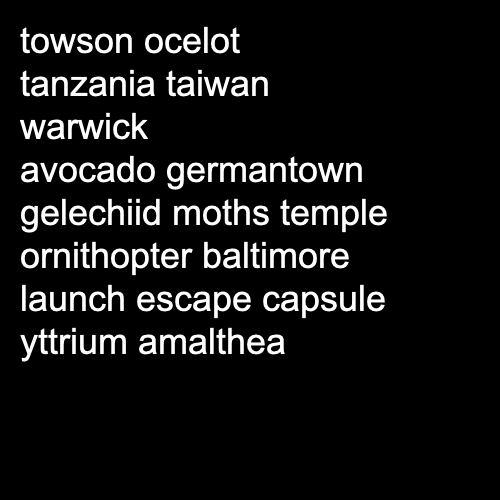 towson ocelot
tanzania taiwan
warwick
avocado germantown
gelechiid moths temple
ornithopter baltimore
launch escape capsule
yttrium amalthea